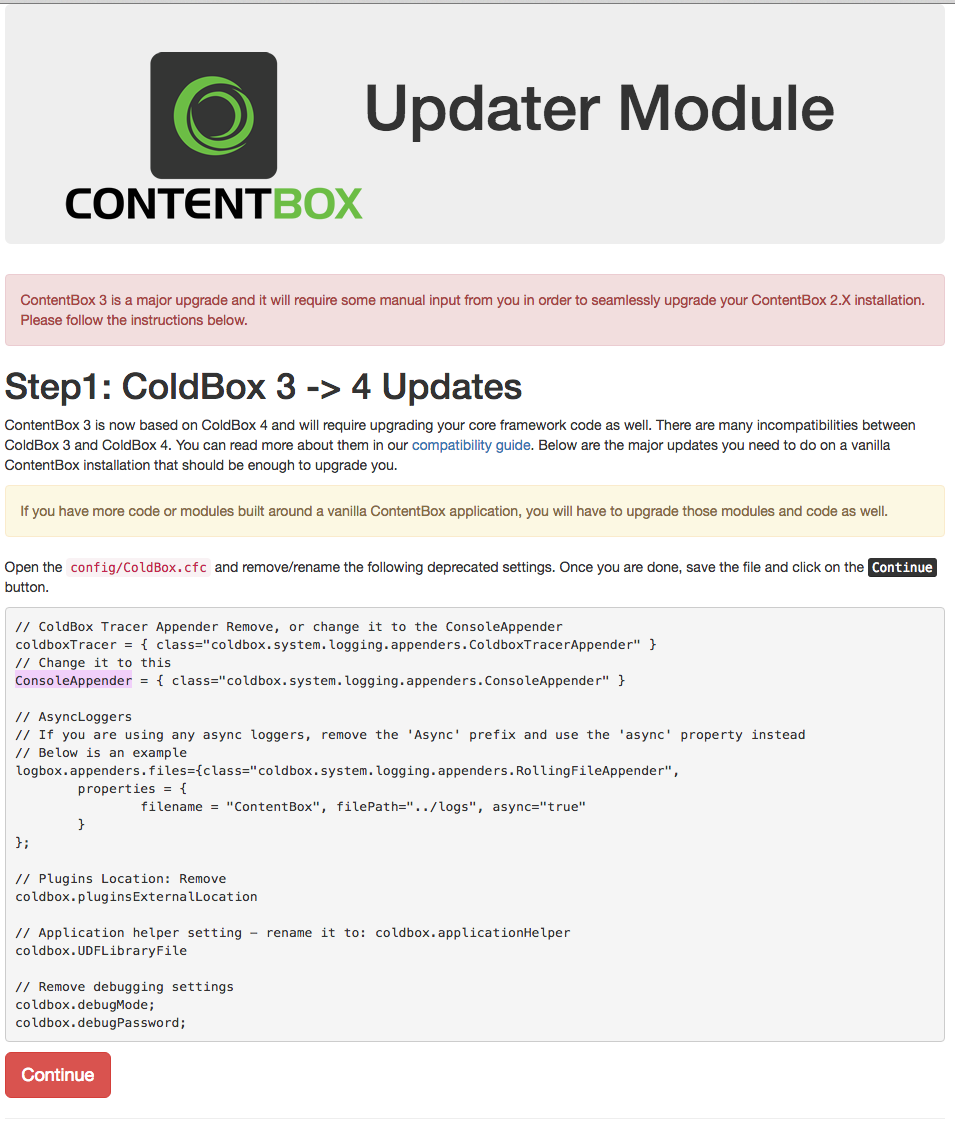 CONTENTBOX
Updater Module
ContentBox 3 is a major upgrade and it will require some manual input from you in order to seamlessly upgrade your ContentBox 2.X installation.
Please follow the instructions below.
Step1: ColdBox 3 -> 4 Updates
ContentBox 3 is now based on ColdBox 4 and will require upgrading your core framework code as well. There are many incompatibilities between
ColdBox 3 and ColdBox 4. You can read more about them in our compatibility guide. Below are the major updates you need to do on a vanilla
ContentBox installation that should be enough to upgrade you.
If you have more code or modules built around a vanilla ContentBox application, you will have to upgrade those modules and code as well.
Open the config/ColdBox.cfc and remove/rename the following deprecated settings. Once you are done, save the file and click on the Continue
button.
// ColdBox Tracer Appender Remove, or change it to the ConsoleAppender
coldboxTracer = { class="coldbox.system.logging.appenders.ColdboxTracerAppender" }
// Change it to this
ConsoleAppender = { class="coldbox.system.logging.appenders.ConsoleAppender" }
// AsyncLoggers
// If you are using any async loggers, remove the 'Async' prefix and use the 'async' property instead
// Below is an example
logbox.appenders.files={class="coldbox.system.logging.appenders.RollingFileAppender",
properties = {
filename = "ContentBox", filePath="../logs", async="true"
}
};
// Plugins Location: Remove
coldbox.pluginsExternalLocation
// Application helper setting – rename it to: coldbox.applicationHelper
coldbox.UDFLibraryFile
// Remove debugging settings
coldbox.debugMode;
coldbox.debugPassword;
Continue